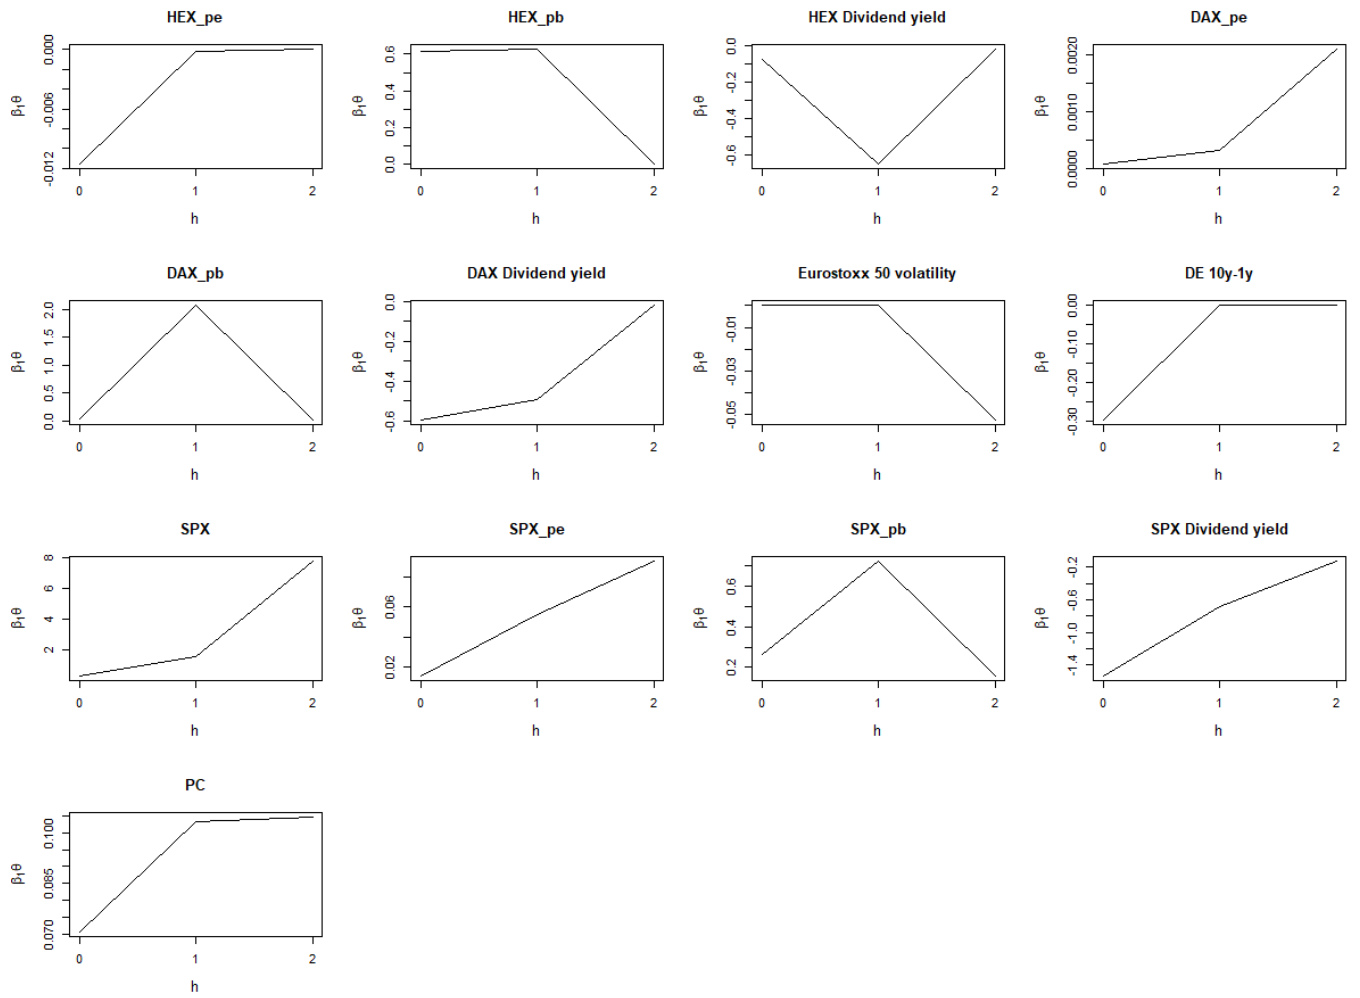 HEX_pe
β₁θ
0.000
-0.006
-0.012
0 1 2
h
HEX_pb
β₁θ
0.6
0.4
0.2
0.0
0 1 2
h
HEX Dividend yield
β₁θ
0.0
-0.2
-0.4
-0.6
0 1 2
h
DAX_pe
β₁θ
0.0020
0.0010
0.0000
0 1 2
h
DAX_pb
β₁θ
2.0
1.5
1.0
0.5
0.0
0 1 2
h
DAX Dividend yield
β₁θ
0.0
-0.2
-0.4
-0.6
0 1 2
h
Eurostoxx 50 volatility
β₁θ
-0.01
-0.03
-0.05
0 1 2
h
DE 10y-1y
β₁θ
0.00
-0.10
-0.20
-0.30
0 1 2
h
SPX
β₁θ
8
6
4
2
0 1 2
h
SPX_pe
β₁θ
0.06
0.02
0 1 2
h
SPX_pb
β₁θ
0.6
0.4
0.2
0 1 2
h
SPX Dividend yield
β₁θ
-0.2
-0.6
-1.0
-1.4
0 1 2
h
PC
β₁θ
0.100
0.085
0.070
0 1 2
h